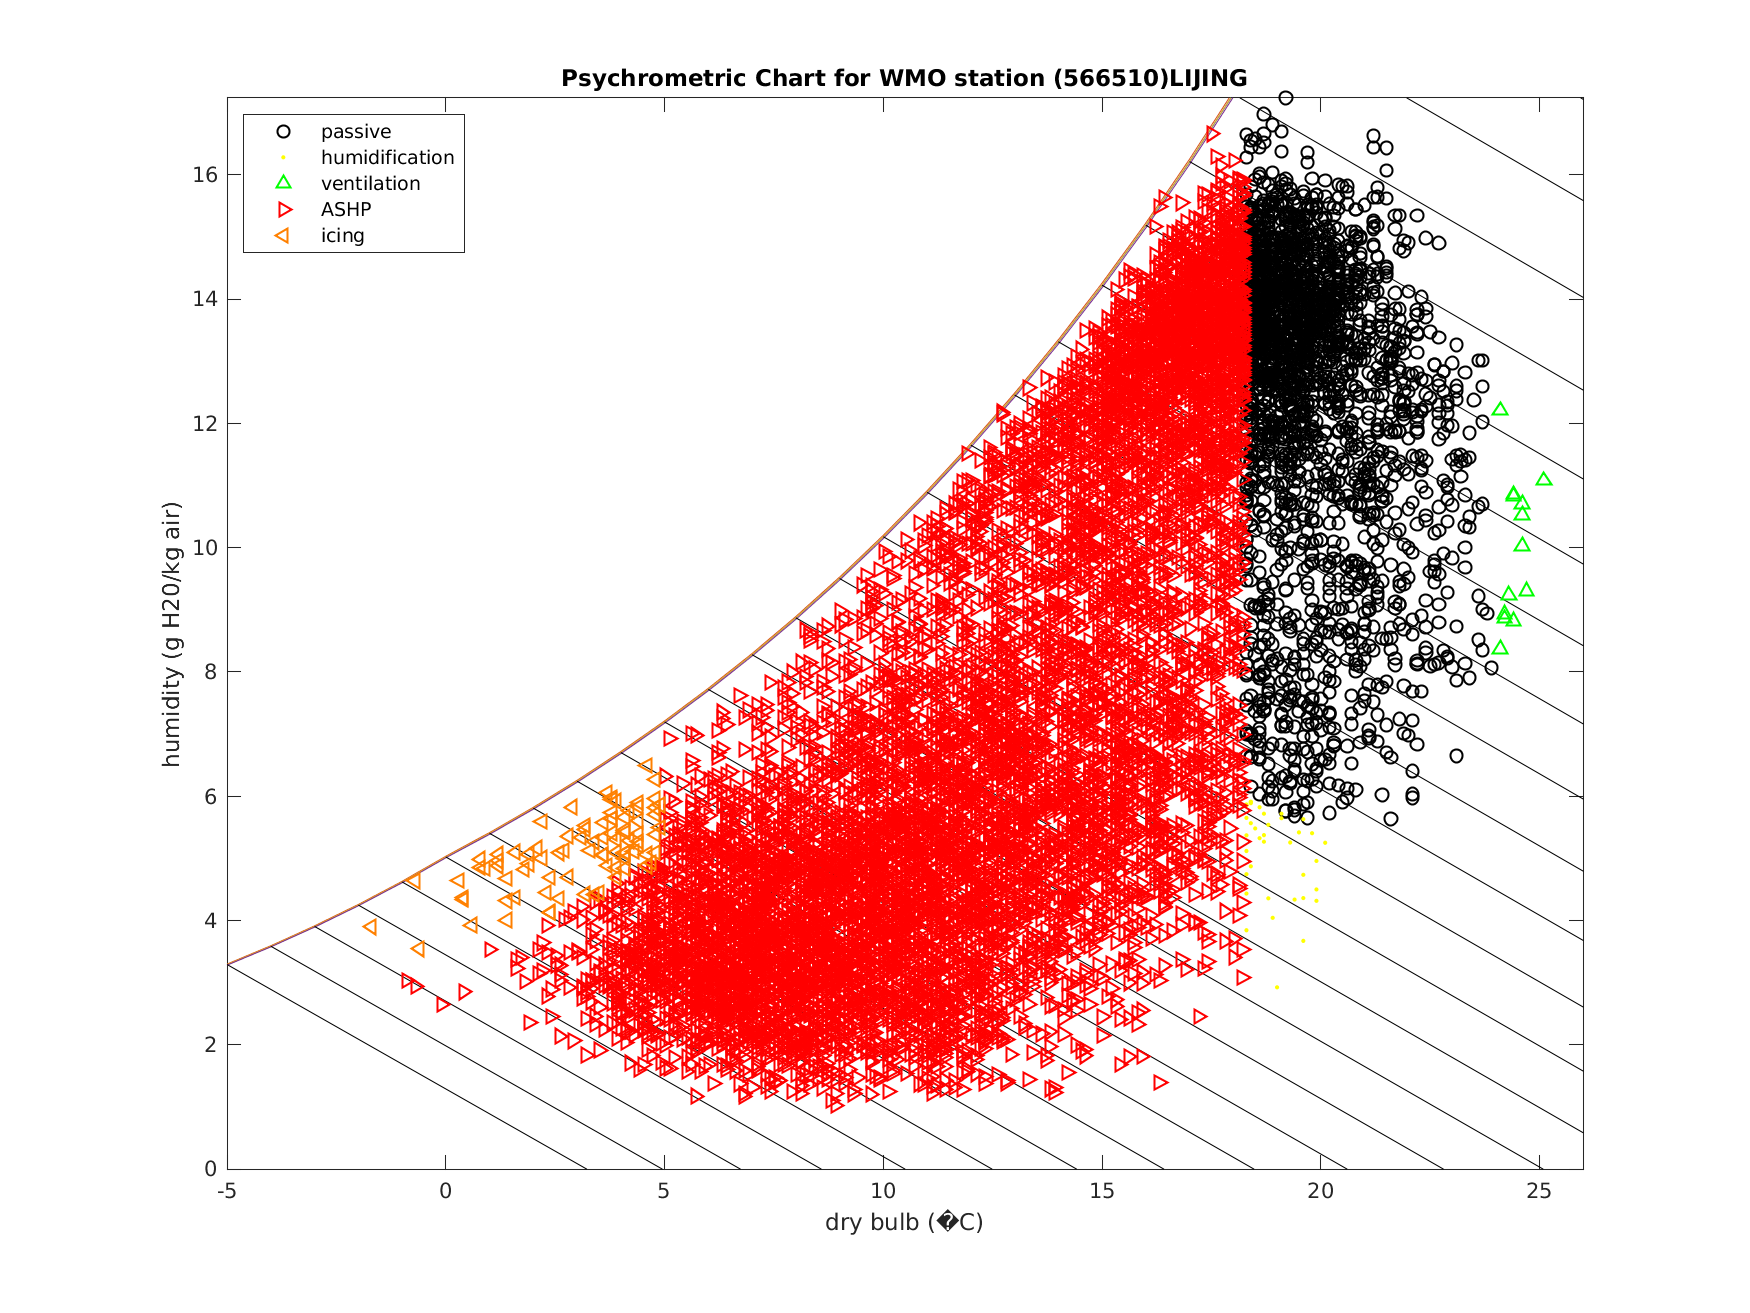 Psychrometric Chart for WMO station (566510)LIJING
passive
humidification
ventilation
ASHP
icing
humidity (g H20/kg air)
16
14
12
10
8
6
4
2
0
-5 0 5 10 15 20 25
dry bulb (�C)